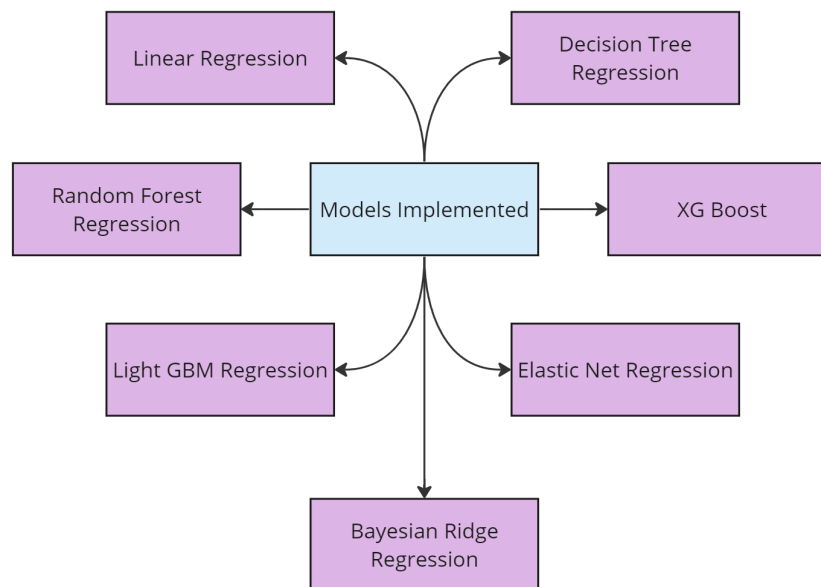 Linear Regression
Decision Tree
Regression
Random Forest
Regression
Models Implemented
XG Boost
Light GBM Regression
Elastic Net Regression
Bayesian Ridge
Regression